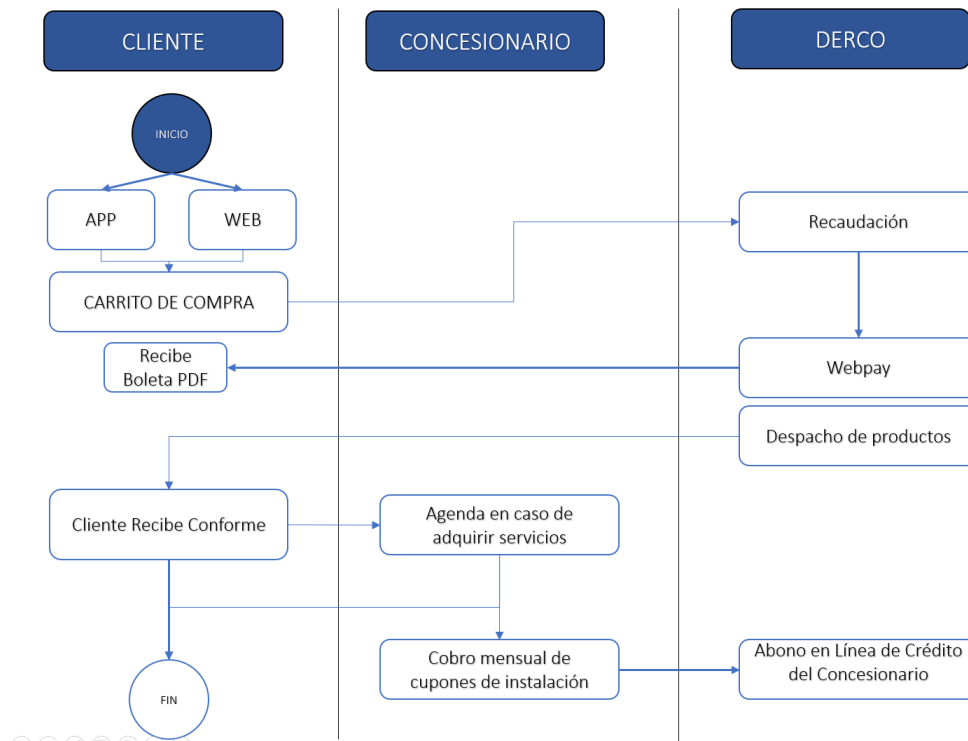 CLIENTE
CONCESIONARIO
DERCO
INICIO
APP
WEB
Recaudación
CARRITO DE COMPRA
Recibe
Boleta PDF
Webpay
Despacho de productos
Cliente Recibe Conforme
Agenda en caso de
adquirir servicios
Cobro mensual de
cupones de instalación
Abono en Línea de Crédito
del Concesionario
FIN